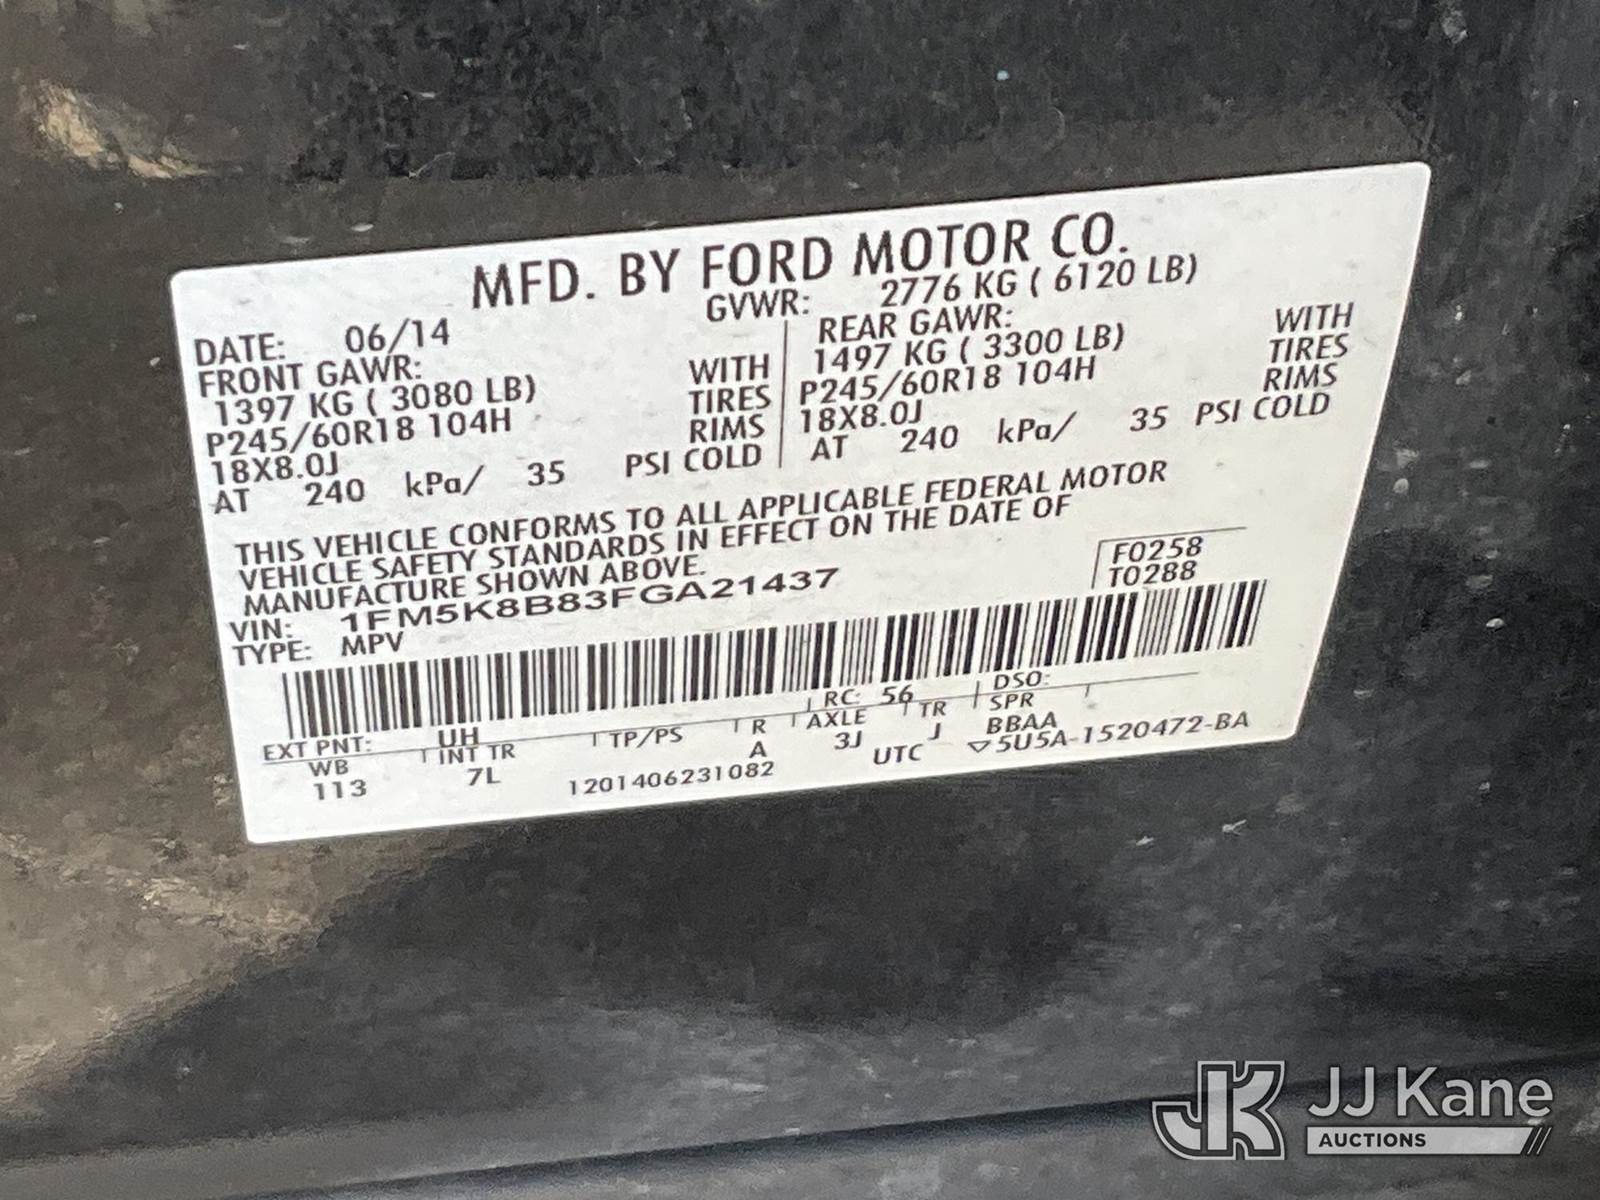 MFD. BY FORD MOTOR CO.
DATE: 06/14 GVWR: 2776 KG ( 6120 LB)
FRONT GAWR: REAR GAWR:
1397 KG ( 3080 LB) WITH 1497 KG ( 3300 LB) WITH
P245/60R18 104H TIRES P245/60R18 104H TIRES
18X8.0J RIMS 18X8.0J RIMS
AT 240 kPa/ 35 PSI COLD AT 240 kPa/ 35 PSI COLD
THIS VEHICLE CONFORMS TO ALL APPLICABLE FEDERAL MOTOR
VEHICLE SAFETY STANDARDS IN EFFECT ON THE DATE OF
MANUFACTURE SHOWN ABOVE.
VIN: 1FM5K8B83FGA21437 F0258
TYPE: MPV T0288
EXT PNT: UH RC: 56 DSO:
WB INT TR TP/PS R AXLE TR SPR
113 7L A 3J J BBAA
1201406231082 UTC ▽5U5A-1520472-BA
JK JJ Kane
AUCTIONS